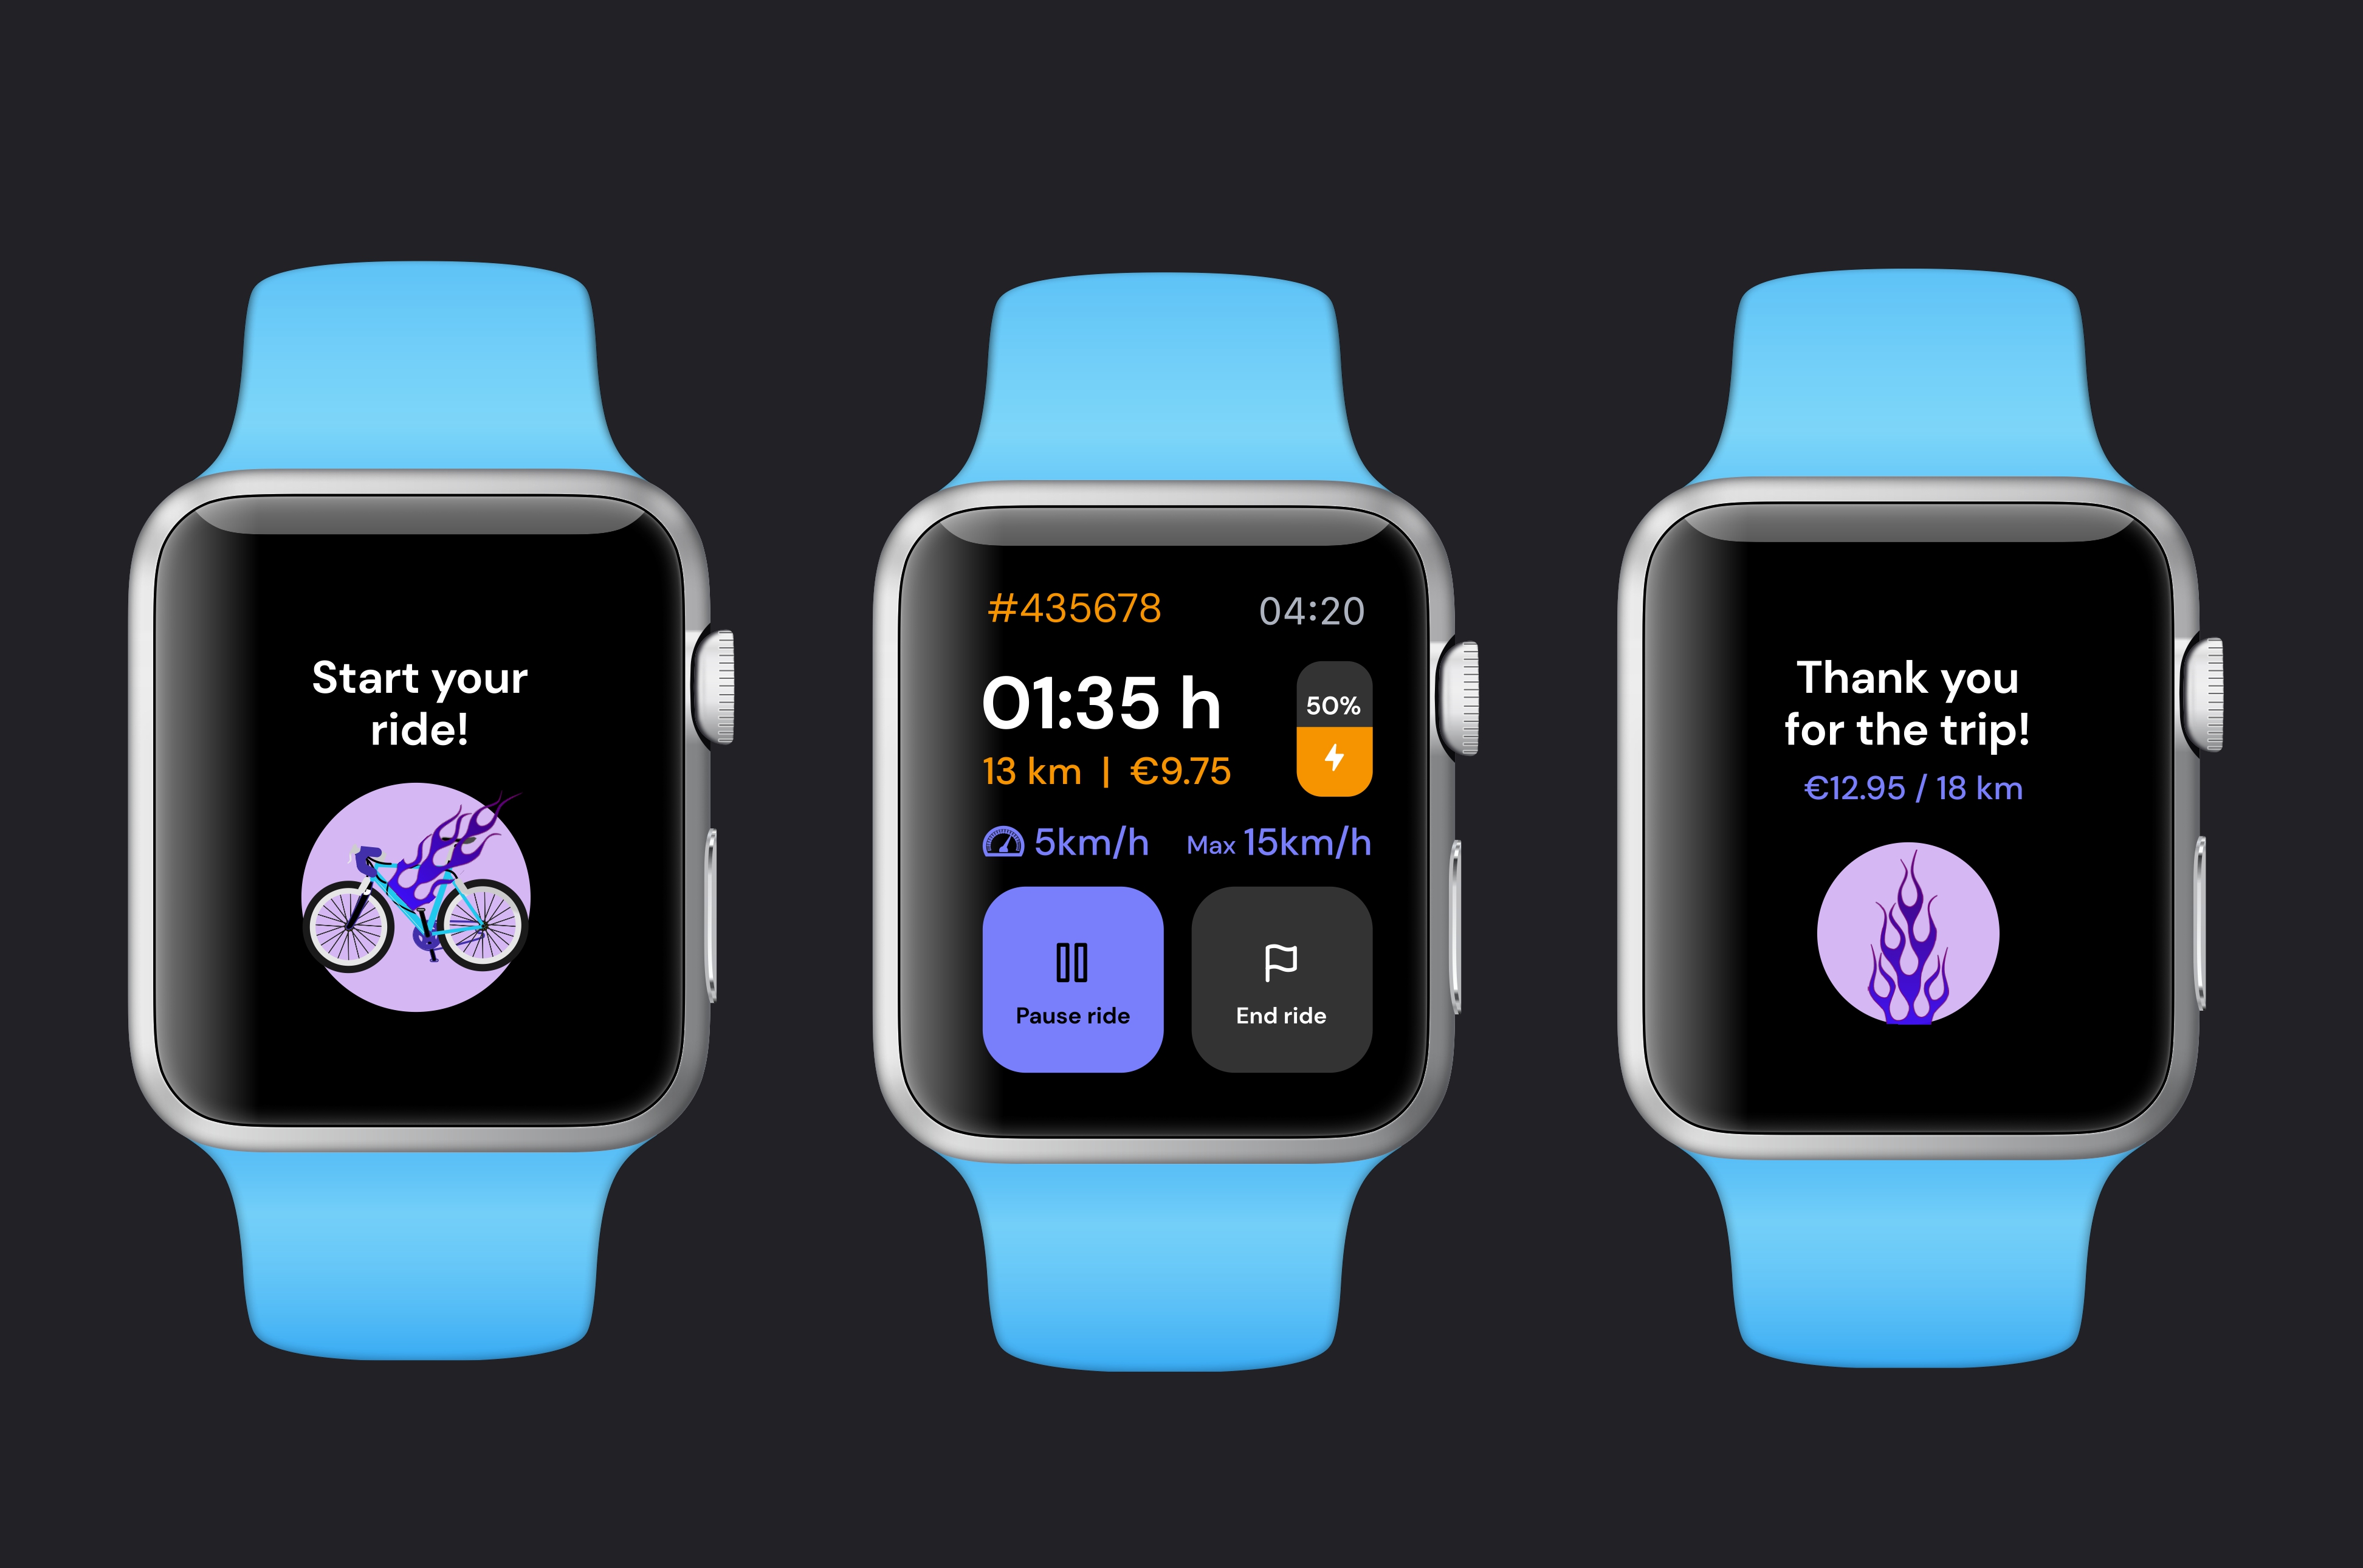 Start your
ride!
#435678
04:20
01:35 h
50%
13 km | €9.75
5km/h
Max 15km/h
Pause ride
End ride
Thank you
for the trip!
€12.95 / 18 km